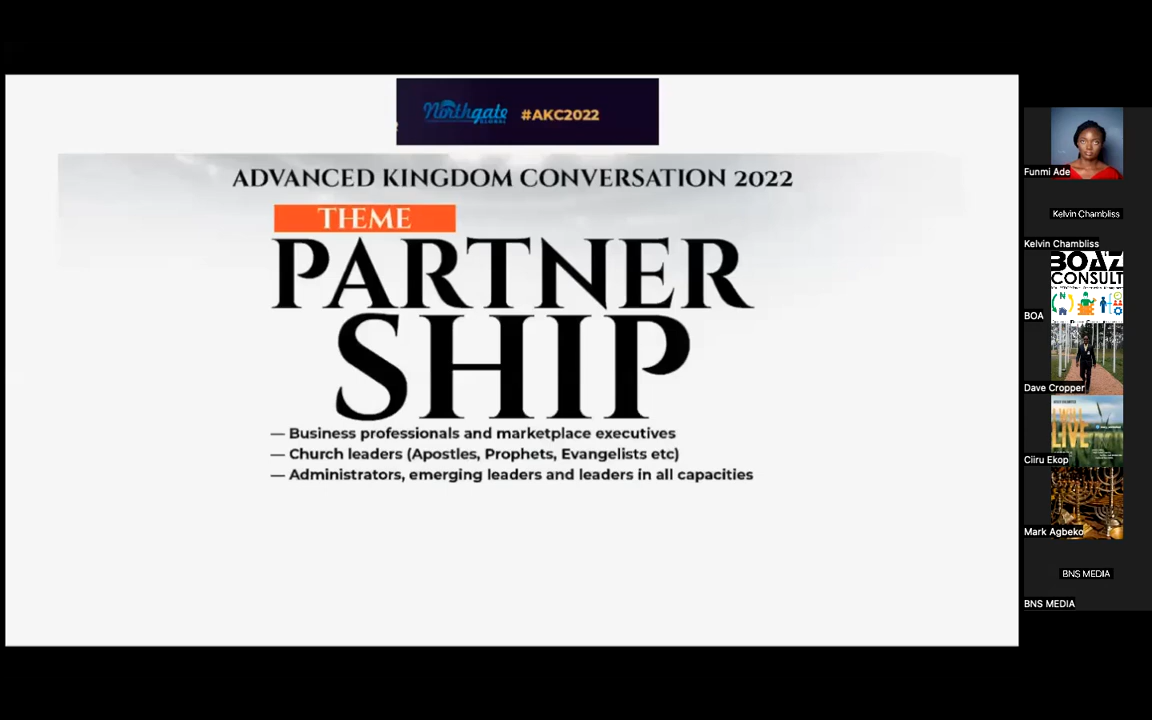 Northgate
GLOBAL
#AKC2022
ADVANCED KINGDOM CONVERSATION 2022
THEME
PARTNER
SHIP
— Business professionals and marketplace executives
— Church leaders (Apostles, Prophets, Evangelists etc)
— Administrators, emerging leaders and leaders in all capacities
Funmi Ade
Kelvin Chambliss
Kelvin Chambliss
BOAZ
CONSULT
BOA
Dave Cropper
LIVE
Ciiru Ekop
Mark Agbeko
BNS MEDIA
BNS MEDIA